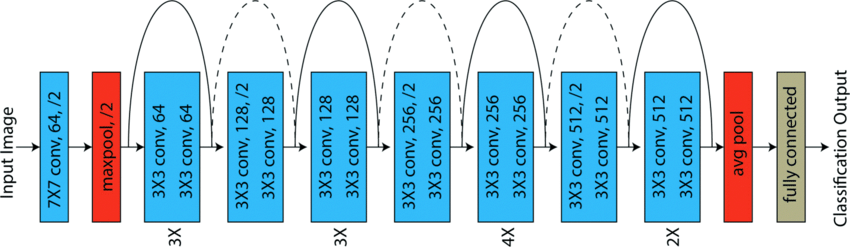 Input Image
7X7 conv, 64, /2
maxpool, /2
3X3 conv, 64
3X3 conv, 64
3X
3X3 conv, 128, /2
3X3 conv, 128
3X3 conv, 128
3X3 conv, 128
3X
3X3 conv, 256, /2
3X3 conv, 256
3X3 conv, 256
3X3 conv, 256
4X
3X3 conv, 512, /2
3X3 conv, 512
3X3 conv, 512
3X3 conv, 512
2X
avg pool
fully connected
Classification Output